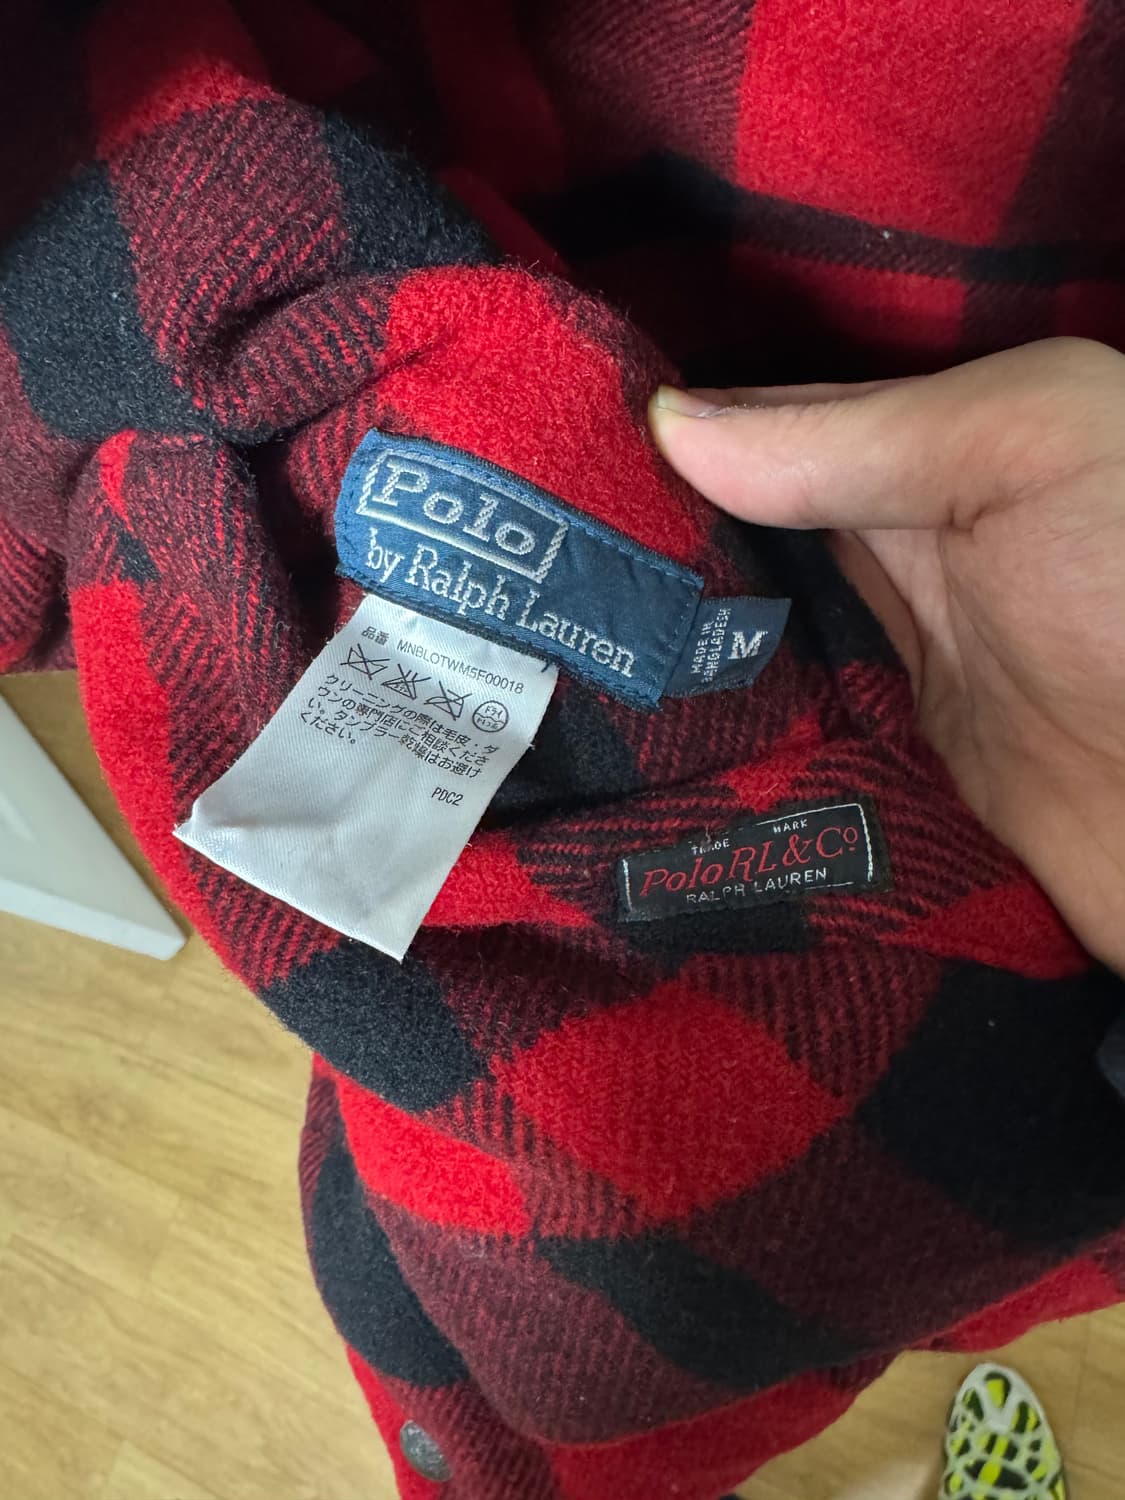 Polo
by Ralph Lauren
MADE IN
BANGLADESH
M
品番 MNBLOTWM5F00018
ドライ
クリーニングの際は毛皮・ダ
ウンの専門店にご相談くださ
い。タンブラー乾燥はお避け
ください。
PDC2
TRADE MARK
Polo RL & Co
RALPH LAUREN